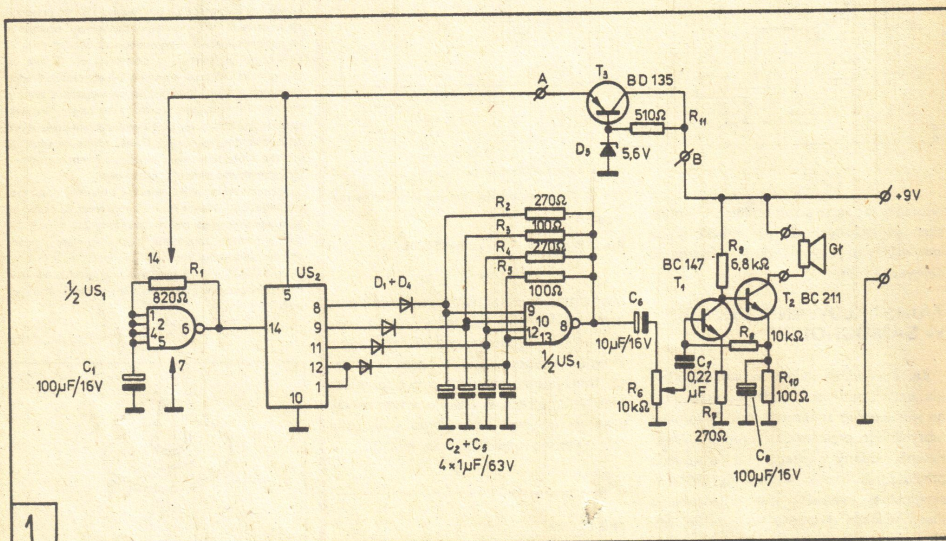 A
T3
BD 135
510Ω
R11
D5
5,6V
B
+9V
14
R1
820Ω
½ US1
1
2
4
5
6
7
C1
100µF/16V
US2
5
14
8
9
11
12
1
10
D1÷D4
R2
270Ω
R3
100Ω
R4
270Ω
R5
100Ω
9
10
12
13
8
½ US1
C2÷C5
4×1µF/63V
C6
10µF/16V
R6
10kΩ
BC 147
T1
R9
6,8kΩ
T2 BC 211
Gł
R8
10kΩ
C7
0,22
µF
R7
270Ω
R10
100Ω
C8
100µF/16V
1